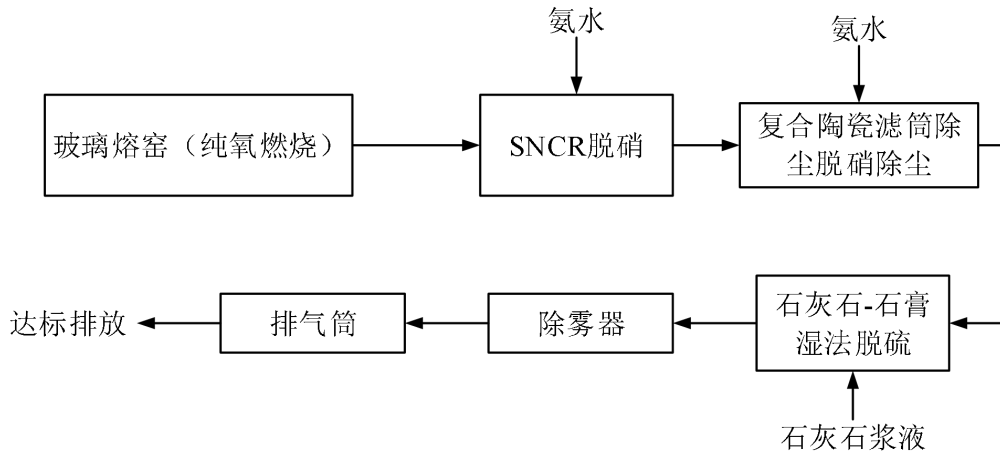 氨水
氨水
玻璃熔窑（纯氧燃烧）
SNCR脱硝
复合陶瓷滤筒除
尘脱硝除尘
达标排放
排气筒
除雾器
石灰石-石膏
湿法脱硫
石灰石浆液